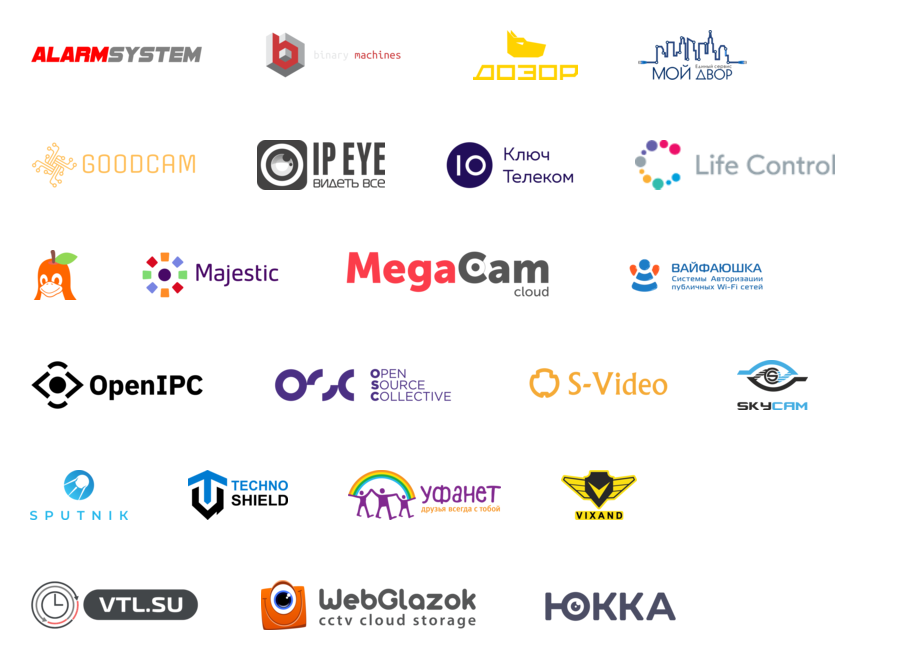 ALARMSYSTEM
binary machines
ДОЗОР
Единый сервис
МОЙ ДВОР
GOODCAM
IP EYE
ВИДЕТЬ ВСЕ
Ключ
Телеком
Life Control
Majestic
MegaCam
cloud
ВАЙФАЮШКА
Системы Авторизации
публичных Wi-Fi сетей
OpenIPC
OPEN
SOURCE
COLLECTIVE
S-Video
SKYCAM
SPUTNIK
TECHNO
SHIELD
уфанет
друзья всегда с тобой
VIXAND
VTL.SU
WebGlazok
cctv cloud storage
ЮККА